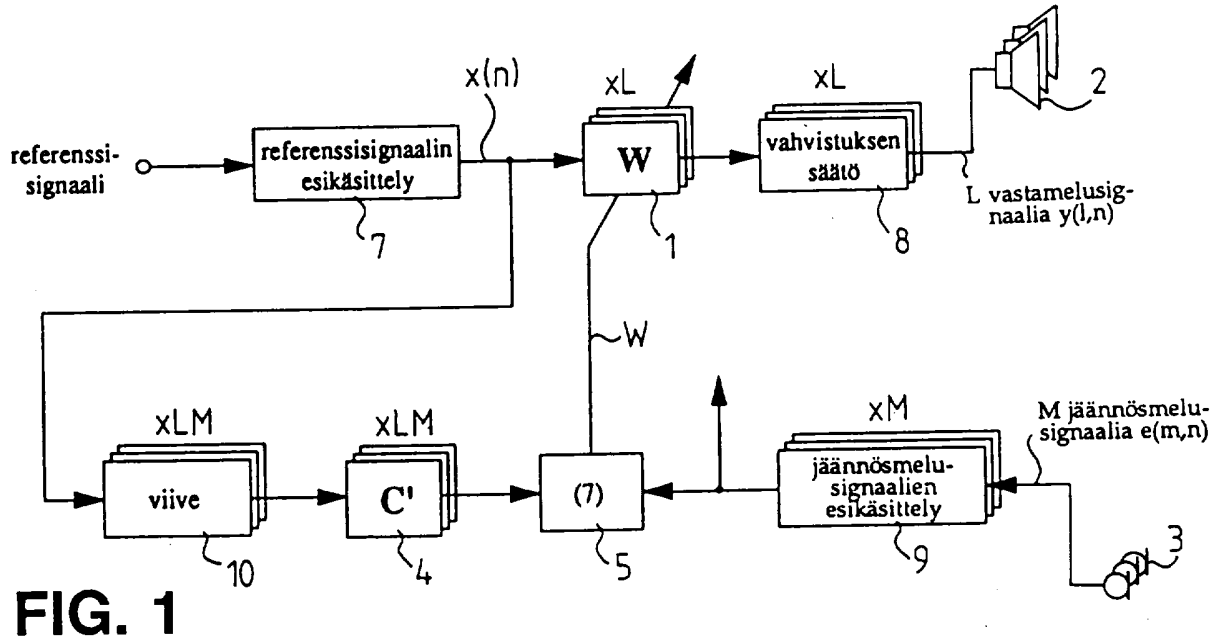 x(n)
xL
xL
2
referenssi-
signaali
referenssisignaalin
esikäsittely
W
vahvistuksen
säätö
7
1
8
L vastamelusig-
naalia y(l,n)
W
xLM
xLM
xM
M jäännösmelu-
signaalia e(m,n)
viive
C'
(7)
jäännösmelu-
signaalien
esikäsittely
10
4
5
9
3
FIG. 1